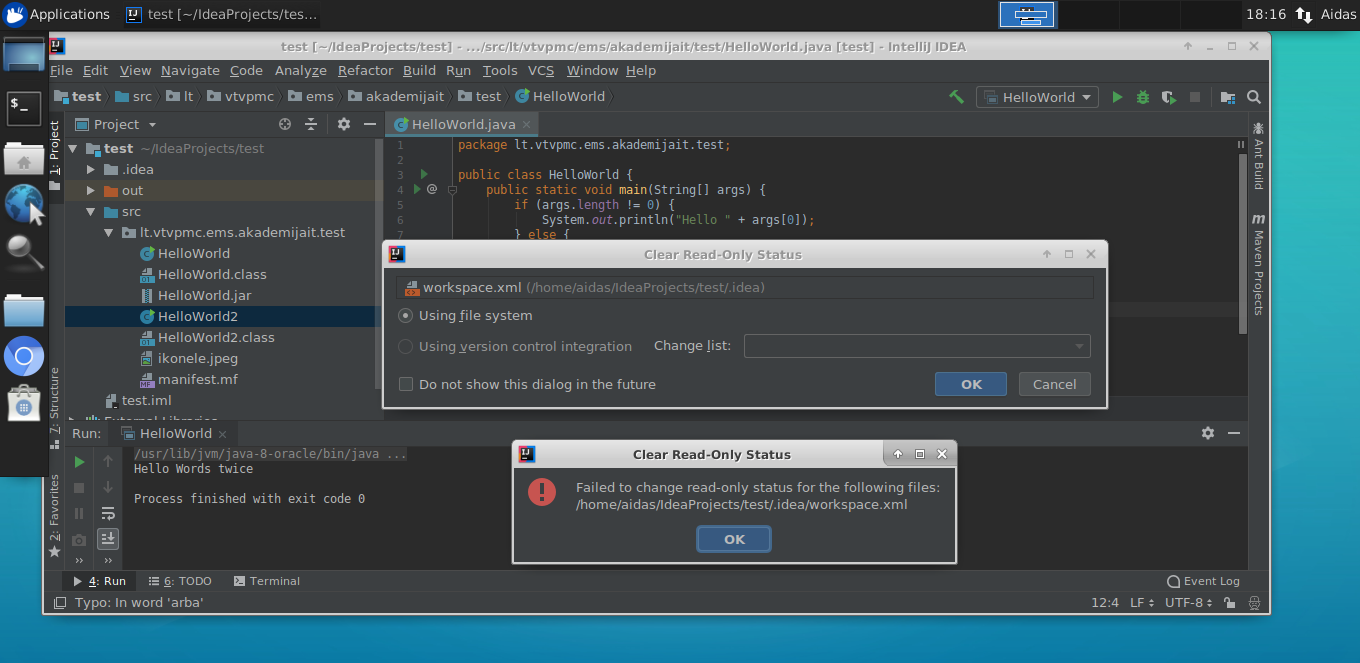 Applications
test [~/IdeaProjects/tes...
18:16
Aidas
test [~/IdeaProjects/test] - .../src/lt/vtvpmc/ems/akademijait/test/HelloWorld.java [test] - IntelliJ IDEA
File Edit View Navigate Code Analyze Refactor Build Run Tools VCS Window Help
test src lt vtvpmc ems akademijait test HelloWorld
HelloWorld
1: Project
Project
HelloWorld.java
test ~/IdeaProjects/test
.idea
out
src
lt.vtvpmc.ems.akademijait.test
HelloWorld
HelloWorld.class
HelloWorld.jar
HelloWorld2
HelloWorld2.class
ikonele.jpeg
manifest.mf
test.iml
External Libraries
1 package lt.vtvpmc.ems.akademijait.test;
2
3 public class HelloWorld {
4 @ public static void main(String[] args) {
5 if (args.length != 0) {
6 System.out.println("Hello " + args[0]);
7 } else {
Ant Build
Maven Projects
Clear Read-Only Status
workspace.xml (/home/aidas/IdeaProjects/test/.idea)
Using file system
Using version control integration
Change list:
Do not show this dialog in the future
OK
Cancel
7: Structure
2: Favorites
Run:
HelloWorld
/usr/lib/jvm/java-8-oracle/bin/java ...
Hello Words twice
Process finished with exit code 0
Clear Read-Only Status
Failed to change read-only status for the following files:
/home/aidas/IdeaProjects/test/.idea/workspace.xml
OK
4: Run
6: TODO
Terminal
Event Log
Typo: In word 'arba'
12:4
LF
UTF-8